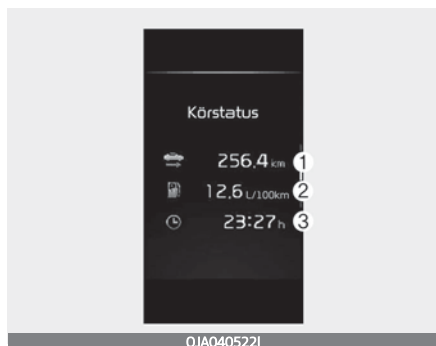 Körstatus
256.4 km ①
12.6 L/100km ②
23:27 h ③
OJA040522L